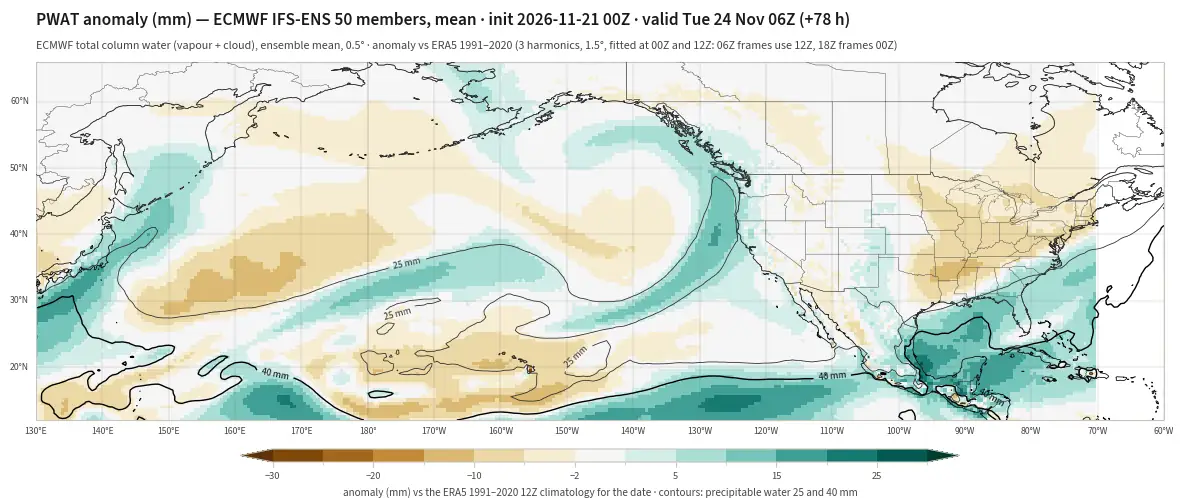 PWAT anomaly (mm) — ECMWF IFS-ENS 50 members, mean · init 2026-11-21 00Z · valid Tue 24 Nov 06Z (+78 h)
ECMWF total column water (vapour + cloud), ensemble mean, 0.5° · anomaly vs ERA5 1991–2020 (3 harmonics, 1.5°, fitted at 00Z and 12Z: 06Z frames use 12Z, 18Z frames 00Z)
60°N
50°N
40°N
30°N
20°N
25 mm
25 mm
25 mm
40 mm
40 mm
40 mm
130°E 140°E 150°E 160°E 170°E 180° 170°W 160°W 150°W 140°W 130°W 120°W 110°W 100°W 90°W 80°W 70°W 60°W
−30 −20 −10 −2 5 15 25
anomaly (mm) vs the ERA5 1991–2020 12Z climatology for the date · contours: precipitable water 25 and 40 mm